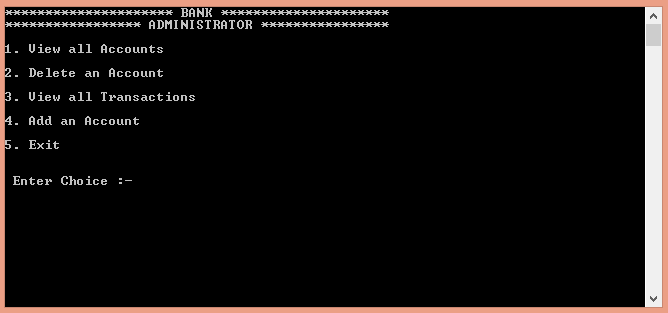 ********************* BANK *********************
***************** ADMINISTRATOR ****************
1. View all Accounts
2. Delete an Account
3. View all Transactions
4. Add an Account
5. Exit
Enter Choice :-